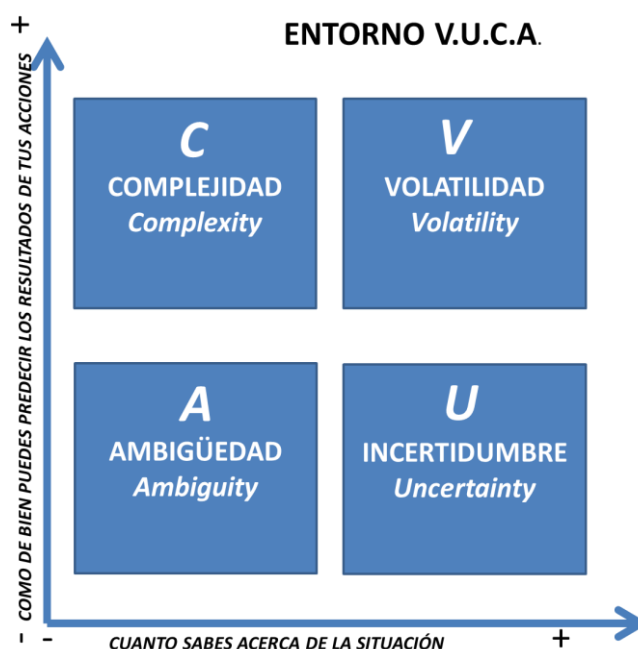 +
ENTORNO V.U.C.A.
COMO DE BIEN PUEDES PREDECIR LOS RESULTADOS DE TUS ACCIONES
C
COMPLEJIDAD
Complexity
V
VOLATILIDAD
Volatility
A
AMBIGÜEDAD
Ambiguity
U
INCERTIDUMBRE
Uncertainty
- -
CUANTO SABES ACERCA DE LA SITUACIÓN
+